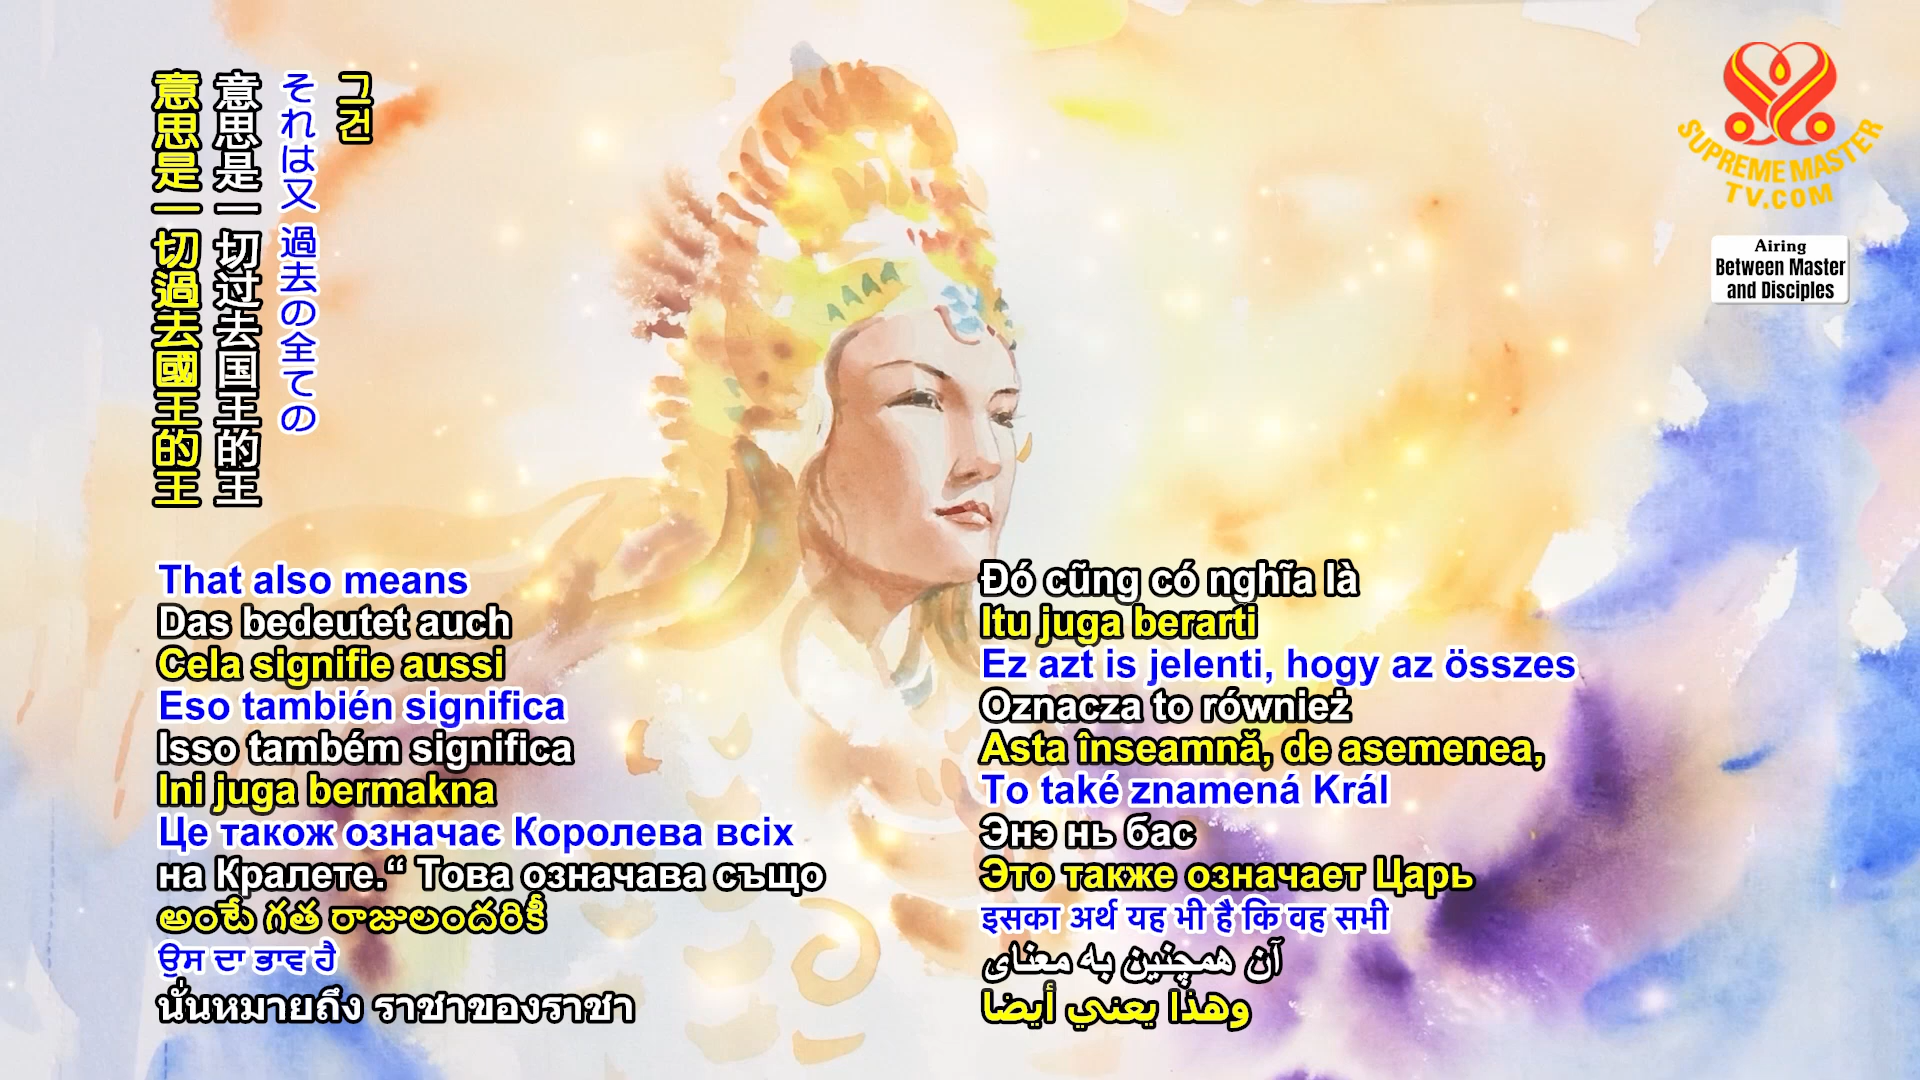 그건
それは又 過去の全ての
意思是一切过去国王的王
意思是一切過去國王的王
SUPREME MASTER
TV.COM
Airing
Between Master
and Disciples
That also means
Das bedeutet auch
Cela signifie aussi
Eso también significa
Isso também significa
Ini juga bermakna
Це також означає Королева всіх
на Кралете.“ Това означава също
అంటే గత రాజులందరికీ
ਉਸ ਦਾ ਭਾਵ ਹੈ
นั่นหมายถึง ราชาของราชา
Đó cũng có nghĩa là
Itu juga berarti
Ez azt is jelenti, hogy az összes
Oznacza to również
Asta înseamnă, de asemenea,
To také znamená Král
Энэ нь бас
Это также означает Царь
इसका अर्थ यह भी है कि वह सभी
آن همچنین به معنای
وهذا يعني أيضا